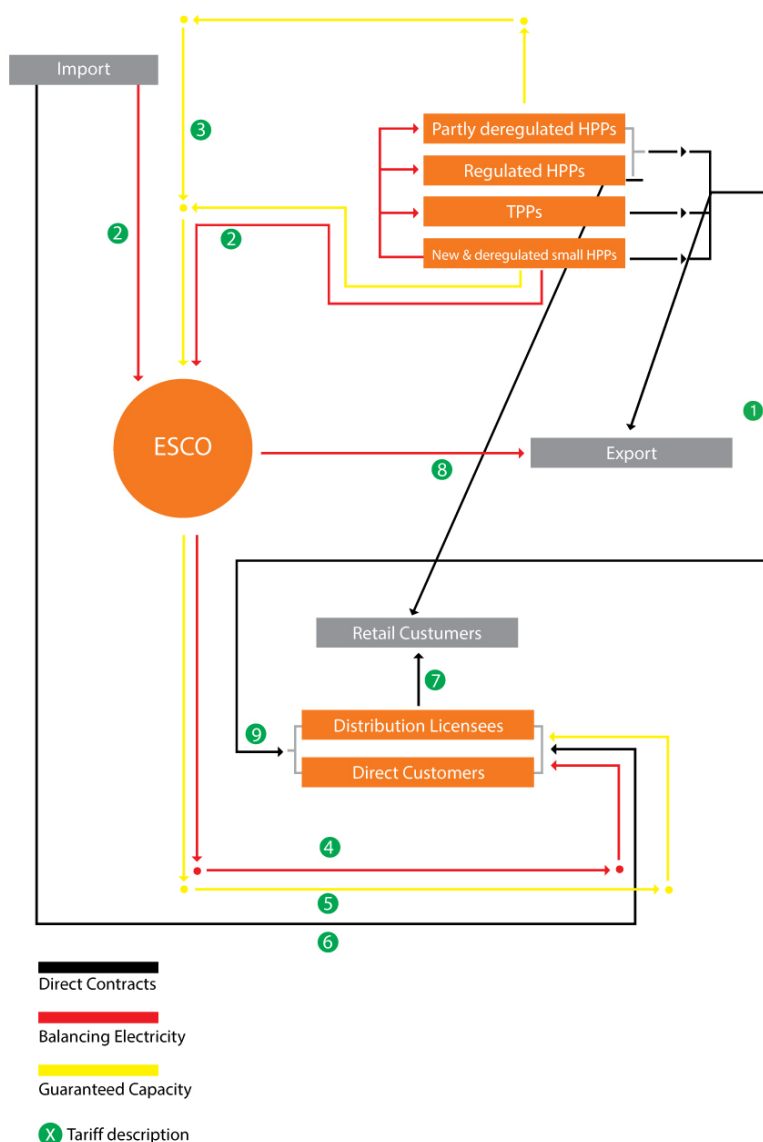 Import
3
Partly deregulated HPPs
Regulated HPPs
TPPs
2
2
New & deregulated small HPPs
1
ESCO
Export
8
Retail Custumers
7
Distribution Licensees
9
Direct Customers
4
5
6
Direct Contracts
Balancing Electricity
Guaranteed Capacity
X Tariff description